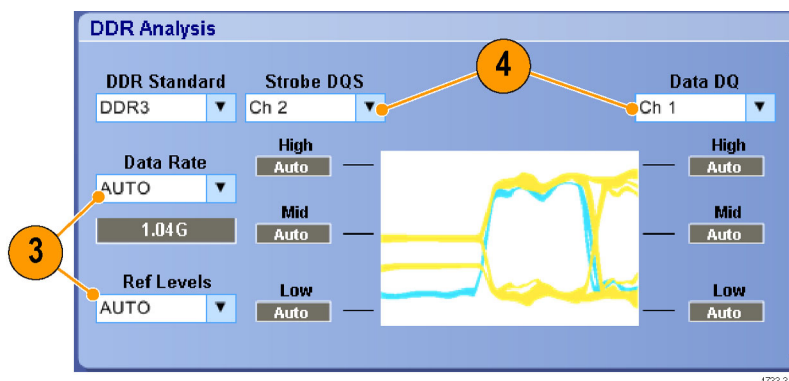 DDR Analysis
4
DDR Standard Strobe DQS Data DQ
DDR3 Ch 2 Ch 1
High High
Data Rate Auto Auto
AUTO
Mid Mid
1.04G Auto Auto
3
Ref Levels Low Low
AUTO Auto Auto